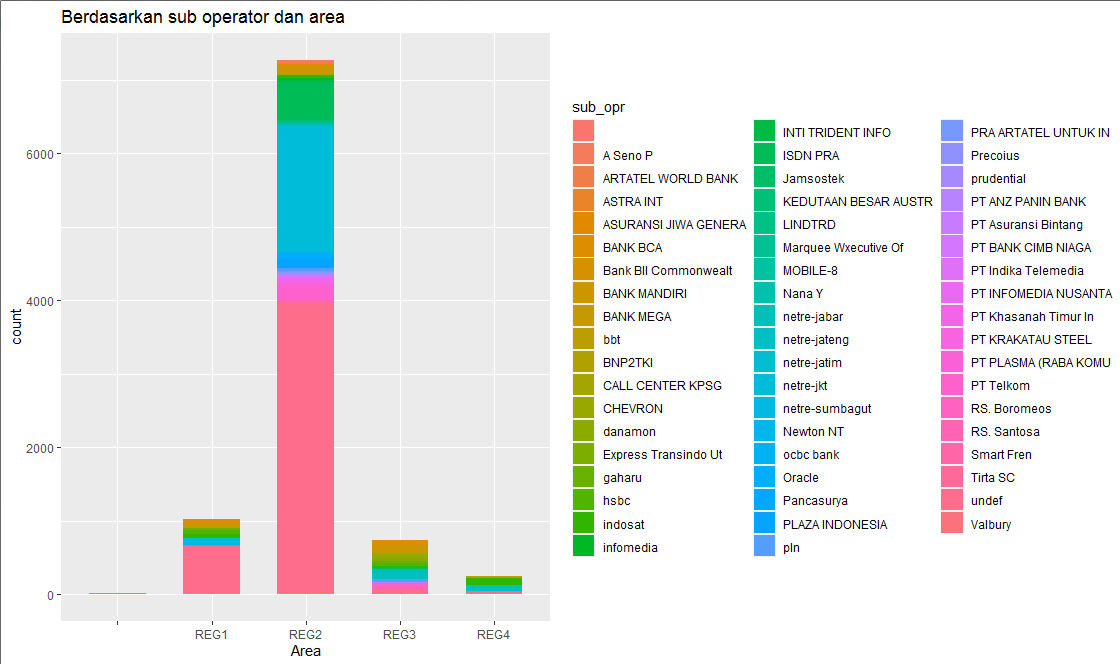 Berdasarkan sub operator dan area
6000
4000
2000
0
count
REG1
REG2
REG3
REG4
Area
sub_opr
A Seno P
ARTATEL WORLD BANK
ASTRA INT
ASURANSI JIWA GENERA
BANK BCA
Bank BII Commonwealt
BANK MANDIRI
BANK MEGA
bbt
BNP2TKI
CALL CENTER KPSG
CHEVRON
danamon
Express Transindo Ut
gaharu
hsbc
indosat
infomedia
INTI TRIDENT INFO
ISDN PRA
Jamsostek
KEDUTAAN BESAR AUSTR
LINDTRD
Marquee Wxecutive Of
MOBILE-8
Nana Y
netre-jabar
netre-jateng
netre-jatim
netre-jkt
netre-sumbagut
Newton NT
ocbc bank
Oracle
Pancasurya
PLAZA INDONESIA
pln
PRA ARTATEL UNTUK IN
Precoius
prudential
PT ANZ PANIN BANK
PT Asuransi Bintang
PT BANK CIMB NIAGA
PT Indika Telemedia
PT INFOMEDIA NUSANTA
PT Khasanah Timur In
PT KRAKATAU STEEL
PT PLASMA (RABA KOMU
PT Telkom
RS. Boromeos
RS. Santosa
Smart Fren
Tirta SC
undef
Valbury